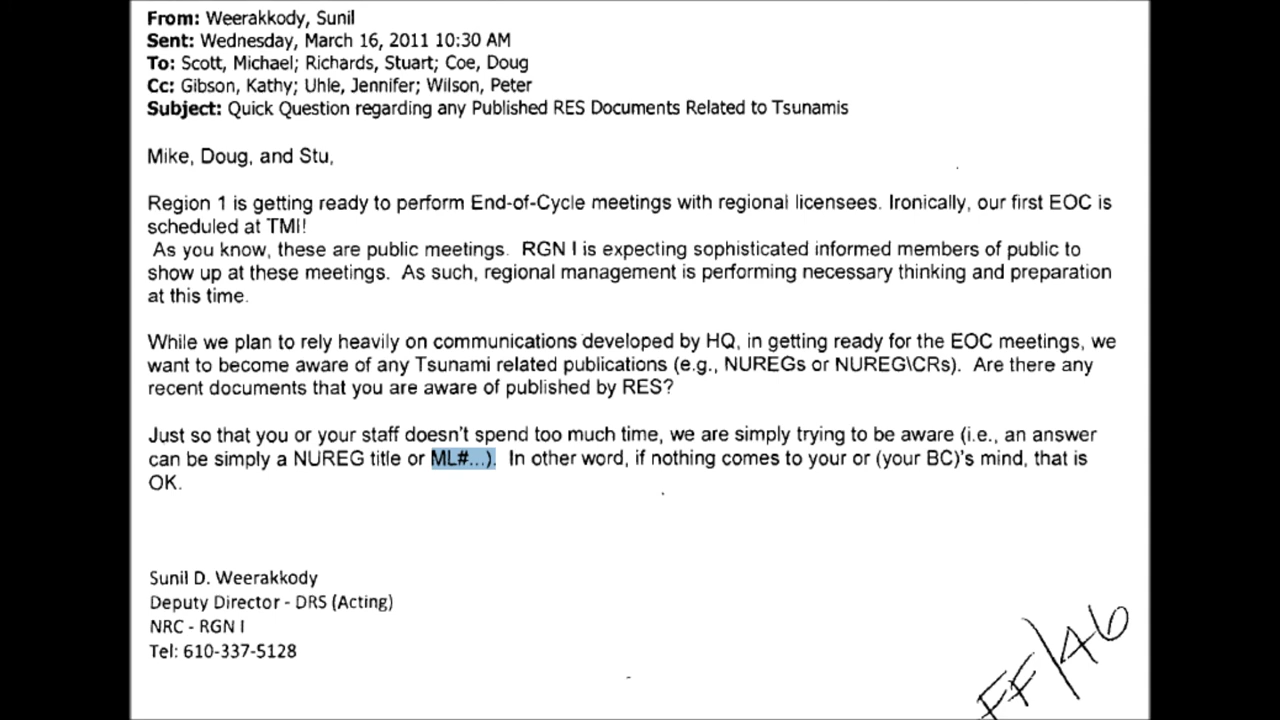 From: Weerakkody, Sunil
Sent: Wednesday, March 16, 2011 10:30 AM
To: Scott, Michael; Richards, Stuart; Coe, Doug
Cc: Gibson, Kathy; Uhle, Jennifer; Wilson, Peter
Subject: Quick Question regarding any Published RES Documents Related to Tsunamis
Mike, Doug, and Stu,
Region 1 is getting ready to perform End-of-Cycle meetings with regional licensees. Ironically, our first EOC is
scheduled at TMI!
As you know, these are public meetings. RGN I is expecting sophisticated informed members of public to
show up at these meetings. As such, regional management is performing necessary thinking and preparation
at this time.
While we plan to rely heavily on communications developed by HQ, in getting ready for the EOC meetings, we
want to become aware of any Tsunami related publications (e.g., NUREGs or NUREG\CRs). Are there any
recent documents that you are aware of published by RES?
Just so that you or your staff doesn't spend too much time, we are simply trying to be aware (i.e., an answer
can be simply a NUREG title or ML#...). In other word, if nothing comes to your or (your BC)'s mind, that is
OK.
Sunil D. Weerakkody
Deputy Director - DRS (Acting)
NRC - RGN I
Tel: 610-337-5128
FF/46